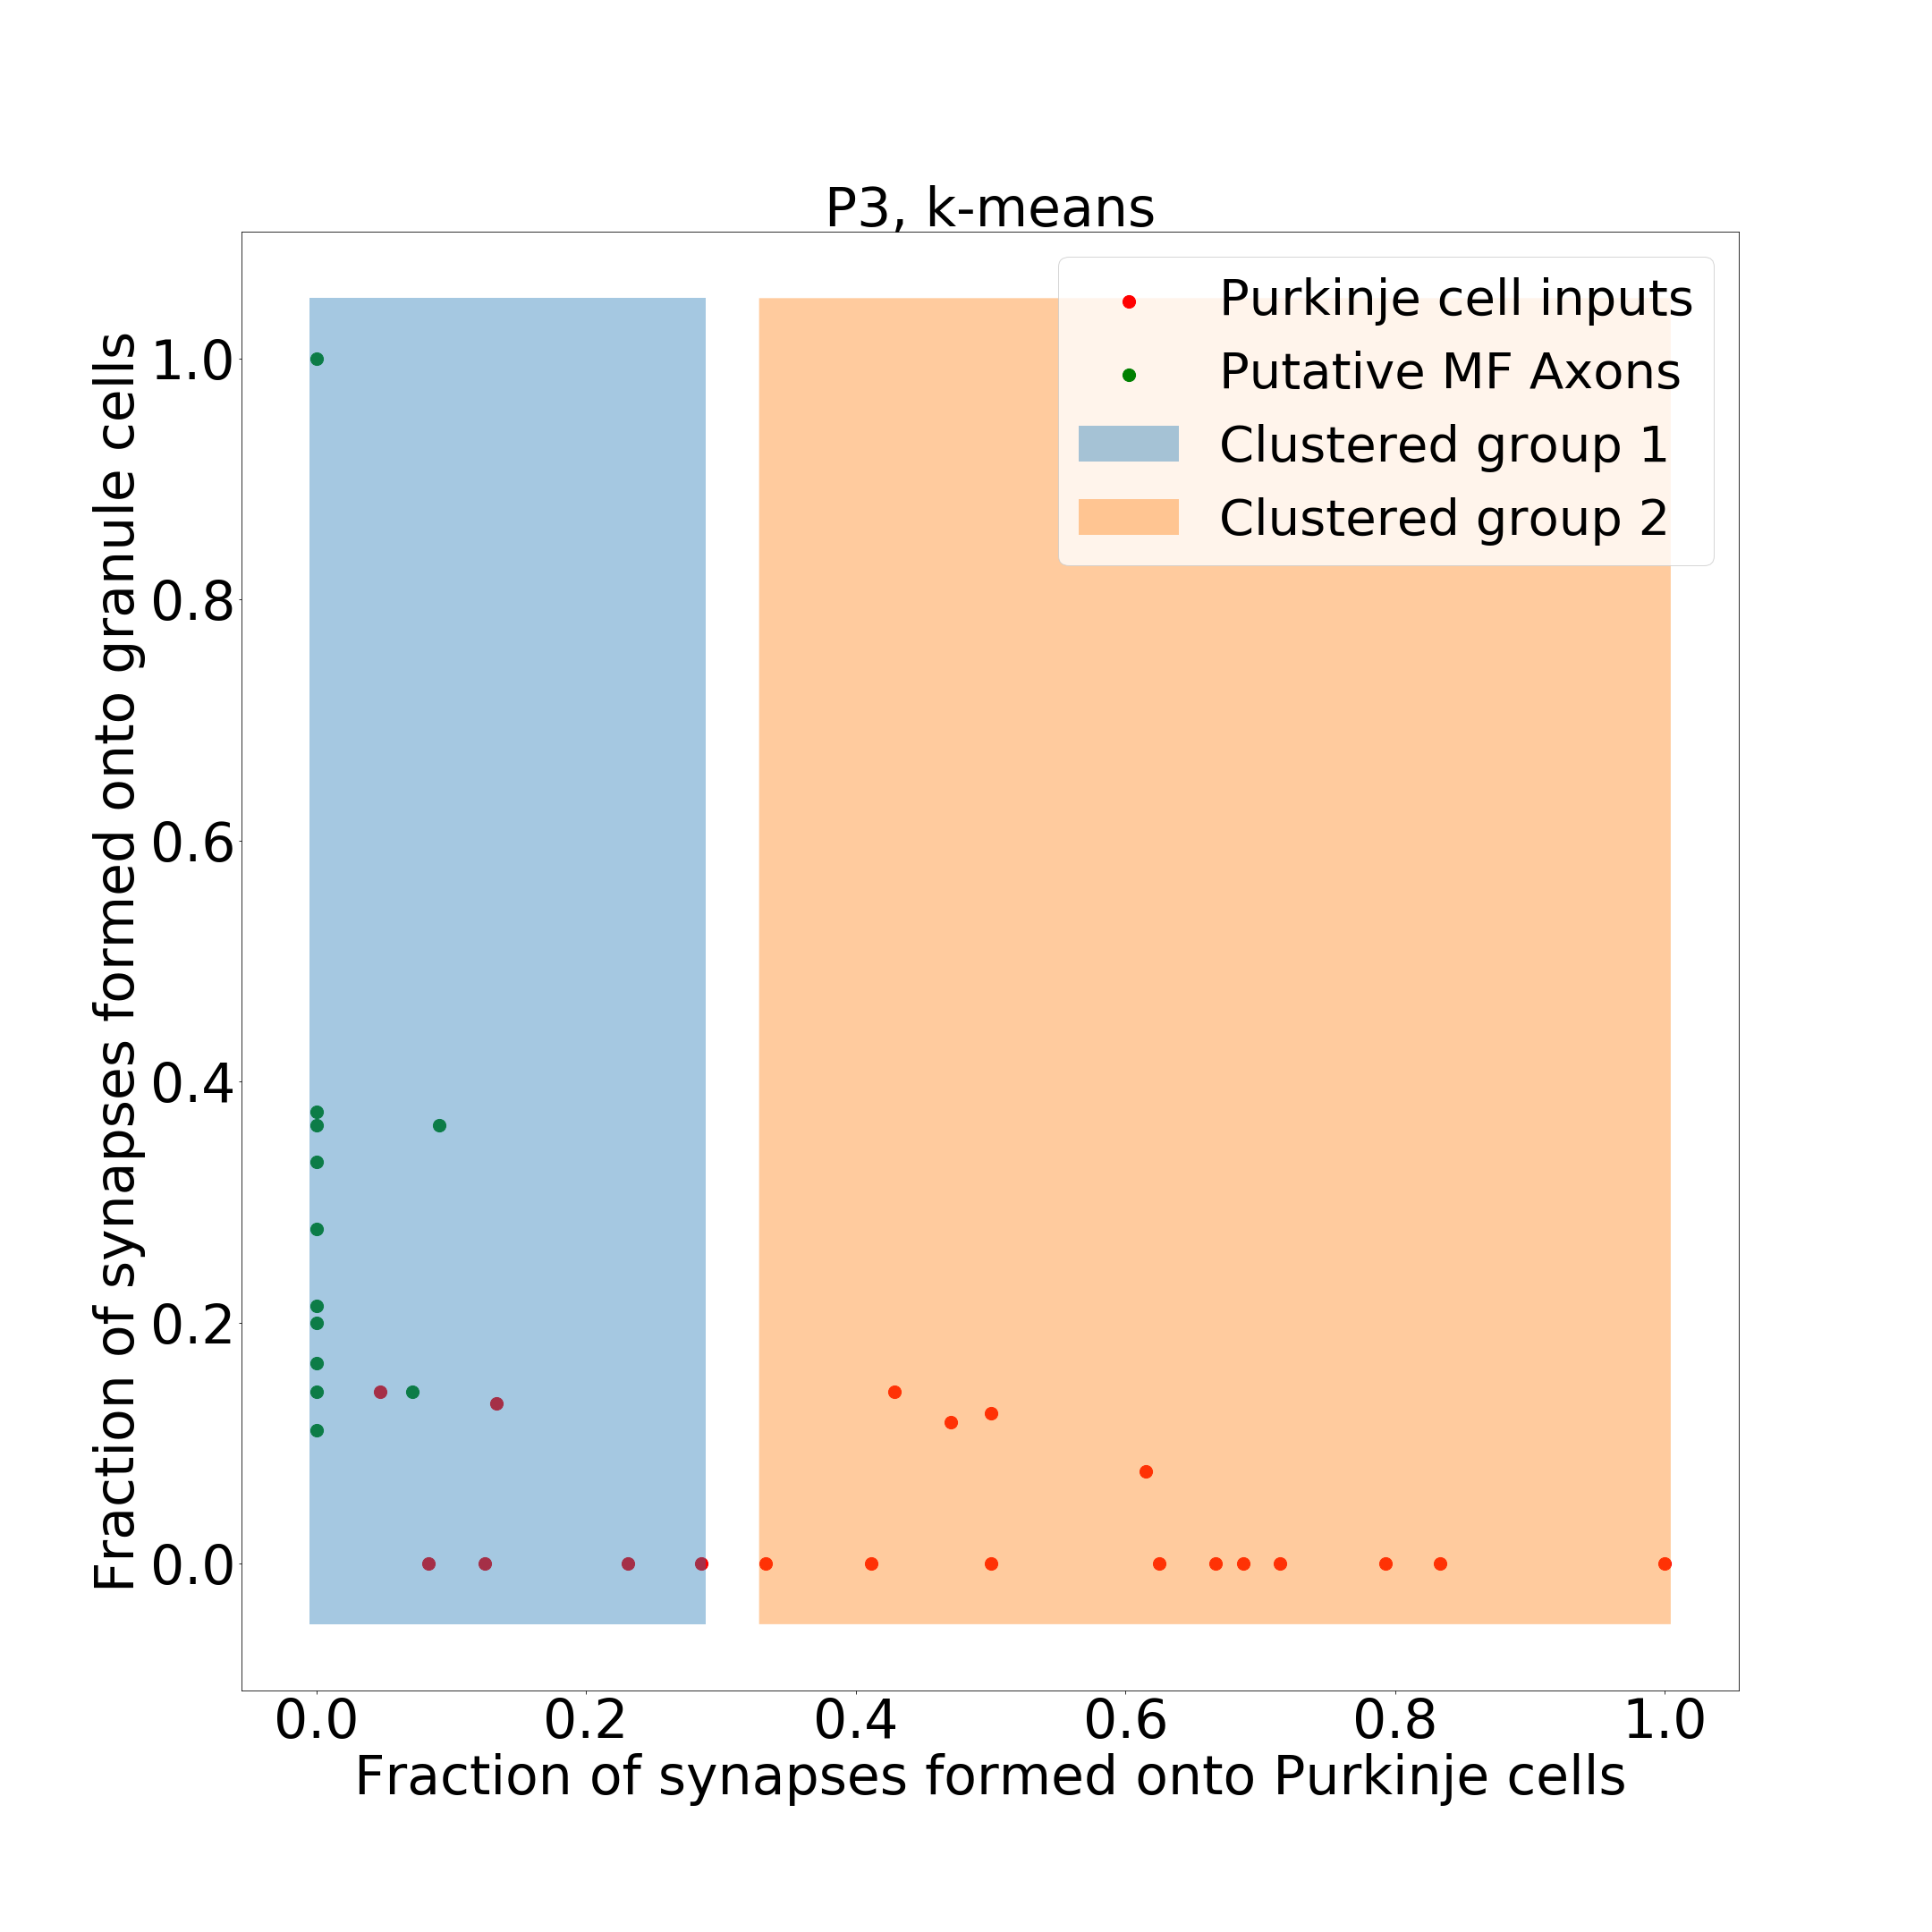 P3, k-means
Purkinje cell inputs
Putative MF Axons
Clustered group 1
Clustered group 2
Fraction of synapses formed onto granule cells
1.0
0.8
0.6
0.4
0.2
0.0
0.0 0.2 0.4 0.6 0.8 1.0
Fraction of synapses formed onto Purkinje cells